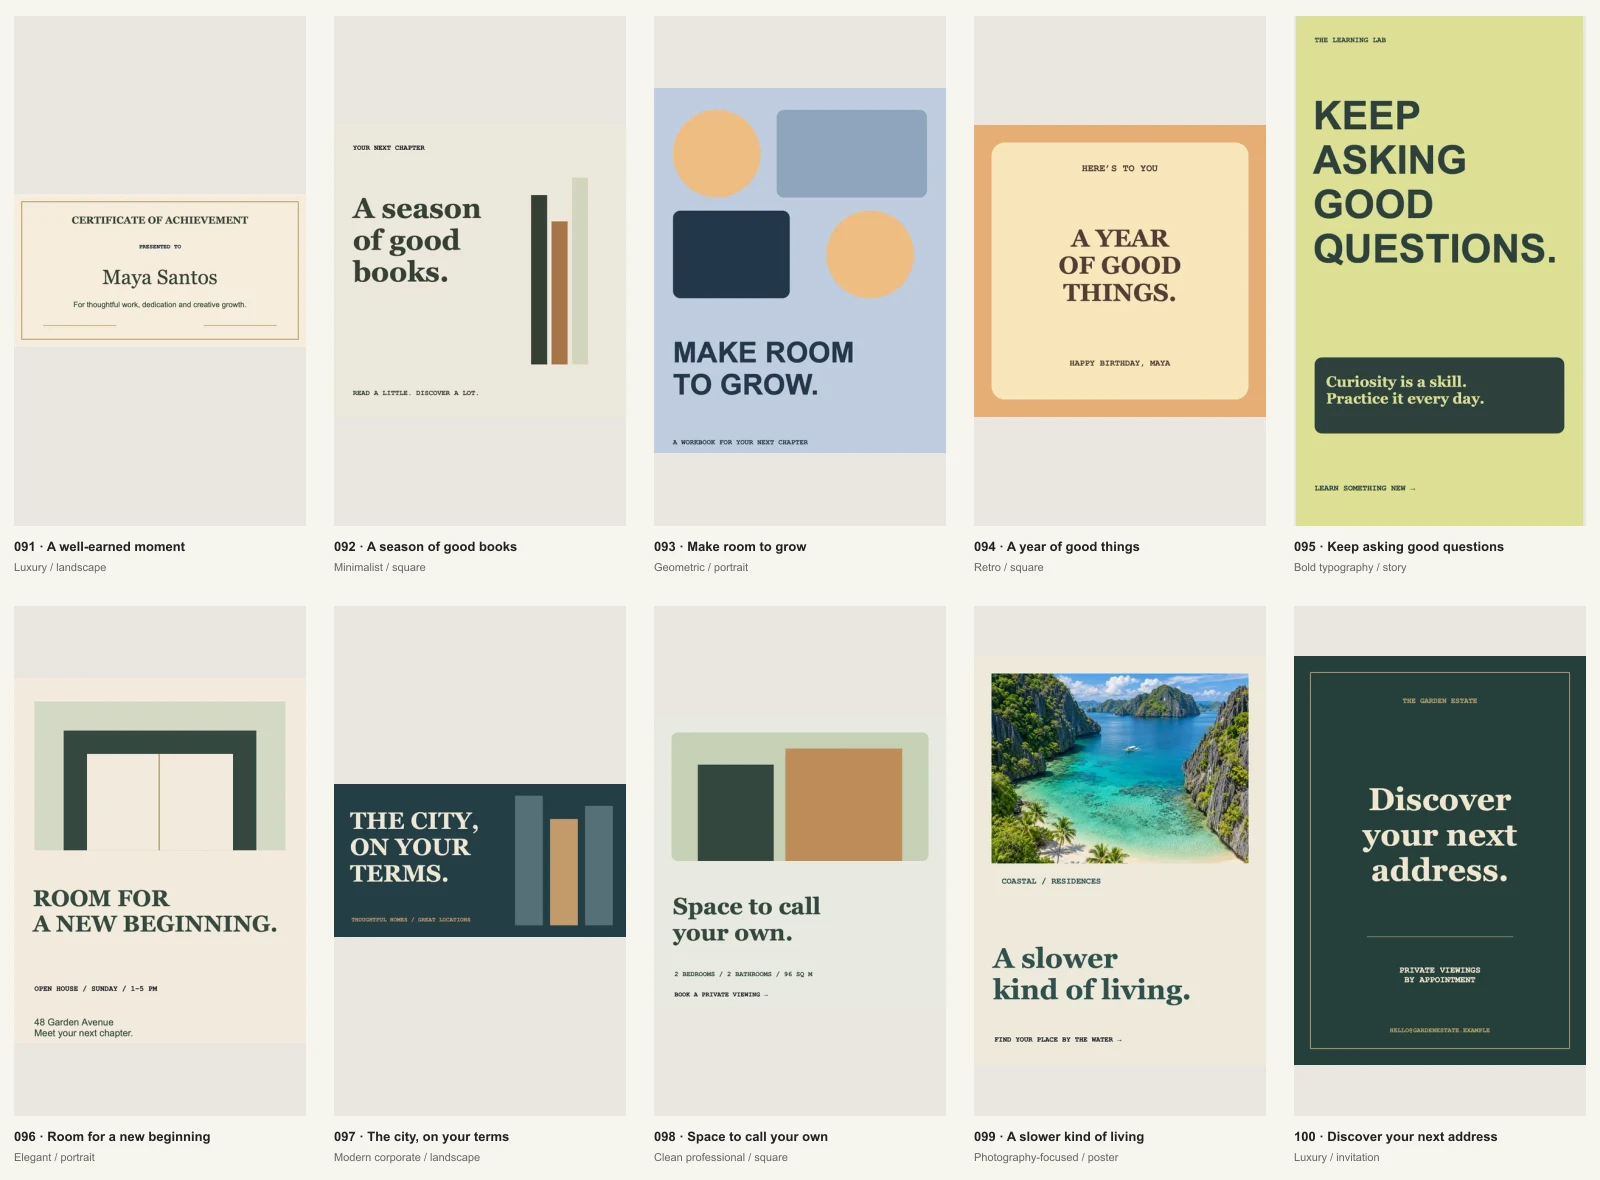 CERTIFICATE OF ACHIEVEMENT
PRESENTED TO
Maya Santos
For thoughtful work, dedication and creative growth.
091 · A well-earned moment
Luxury / landscape
YOUR NEXT CHAPTER
A season
of good
books.
READ A LITTLE. DISCOVER A LOT.
092 · A season of good books
Minimalist / square
MAKE ROOM
TO GROW.
A WORKBOOK FOR YOUR NEXT CHAPTER
093 · Make room to grow
Geometric / portrait
HERE'S TO YOU
A YEAR
OF GOOD
THINGS.
HAPPY BIRTHDAY, MAYA
094 · A year of good things
Retro / square
THE LEARNING LAB
KEEP
ASKING
GOOD
QUESTIONS.
Curiosity is a skill.
Practice it every day.
LEARN SOMETHING NEW →
095 · Keep asking good questions
Bold typography / story
ROOM FOR
A NEW BEGINNING.
OPEN HOUSE / SUNDAY / 1–5 PM
48 Garden Avenue
Meet your next chapter.
096 · Room for a new beginning
Elegant / portrait
THE CITY,
ON YOUR
TERMS.
THOUGHTFUL HOMES / GREAT LOCATIONS
097 · The city, on your terms
Modern corporate / landscape
Space to call
your own.
2 BEDROOMS / 2 BATHROOMS / 96 SQ M
BOOK A PRIVATE VIEWING →
098 · Space to call your own
Clean professional / square
COASTAL / RESIDENCES
A slower
kind of living.
FIND YOUR PLACE BY THE WATER →
099 · A slower kind of living
Photography-focused / poster
THE GARDEN ESTATE
Discover
your next
address.
PRIVATE VIEWINGS
BY APPOINTMENT
HELLO@GARDENESTATE.EXAMPLE
100 · Discover your next address
Luxury / invitation